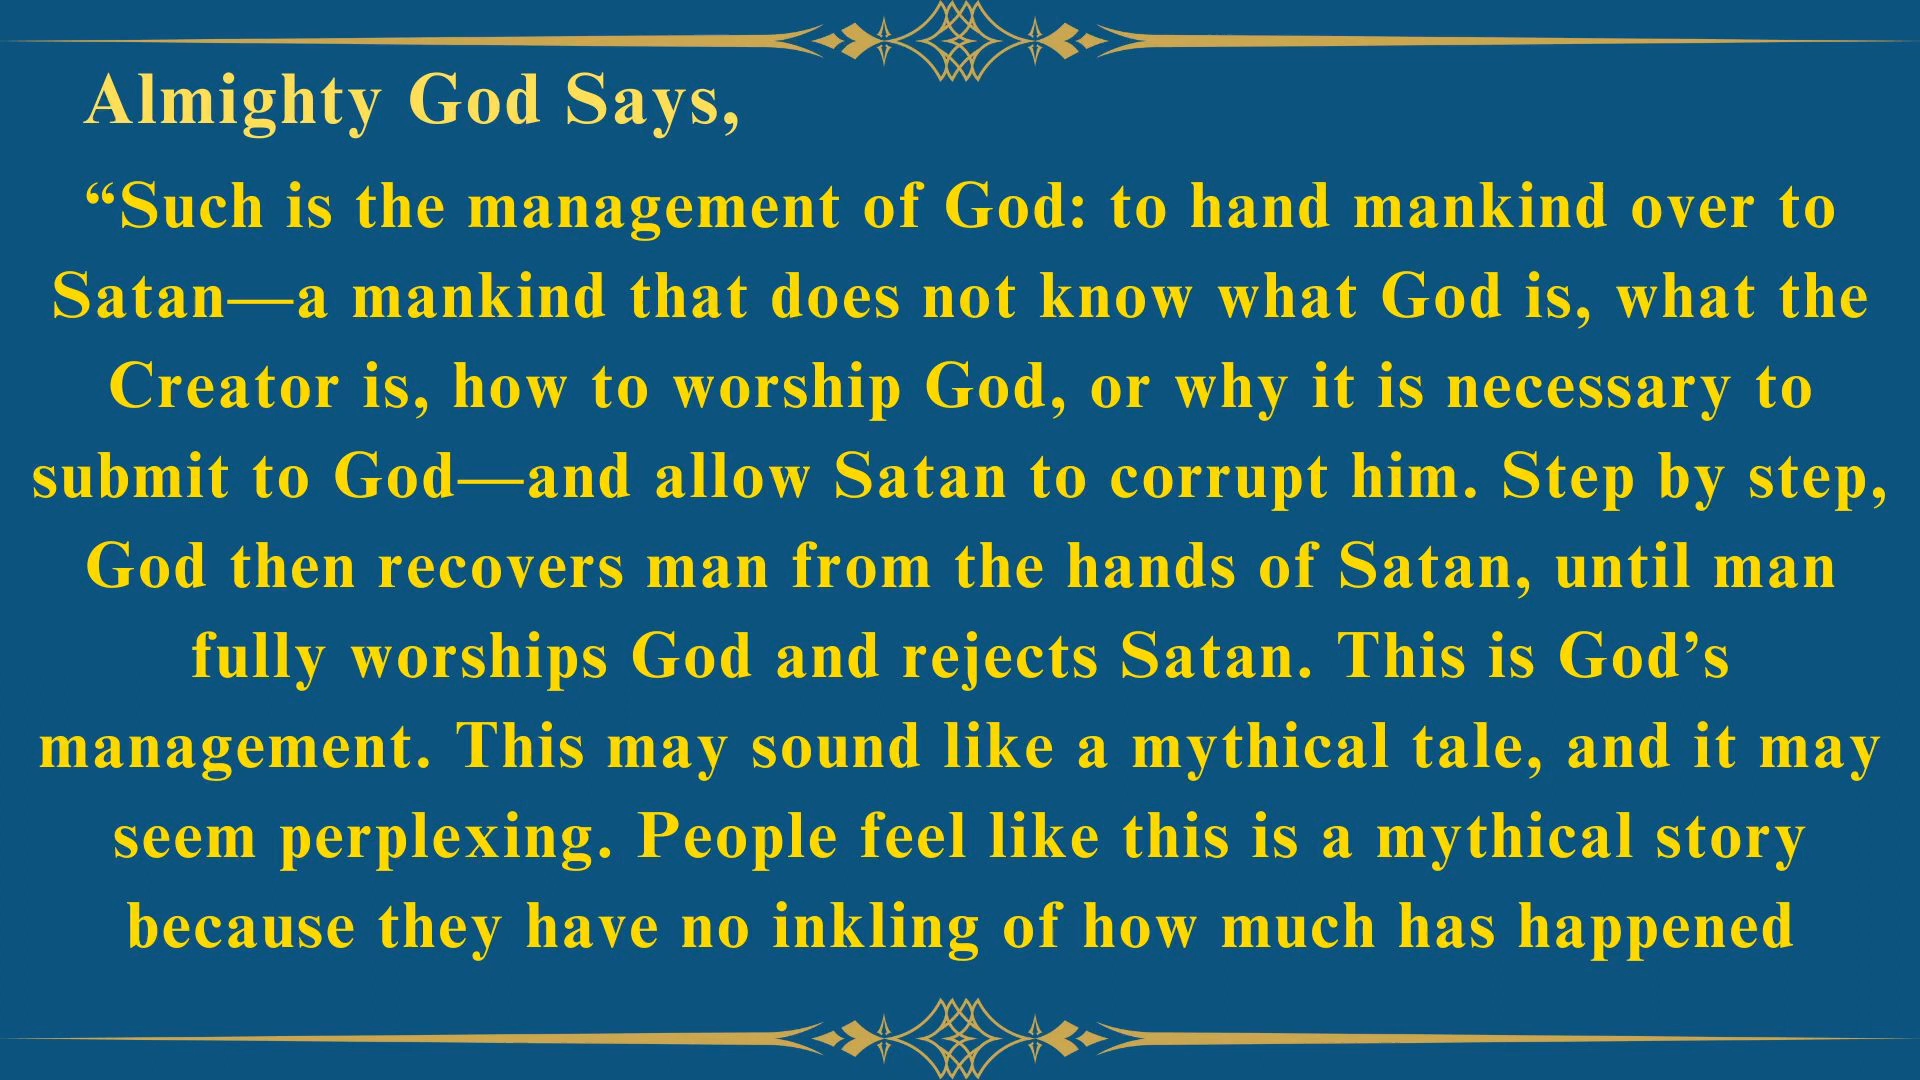 Almighty God Says,
“Such is the management of God: to hand mankind over to
Satan—a mankind that does not know what God is, what the
Creator is, how to worship God, or why it is necessary to
submit to God—and allow Satan to corrupt him. Step by step,
God then recovers man from the hands of Satan, until man
fully worships God and rejects Satan. This is God’s
management. This may sound like a mythical tale, and it may
seem perplexing. People feel like this is a mythical story
because they have no inkling of how much has happened